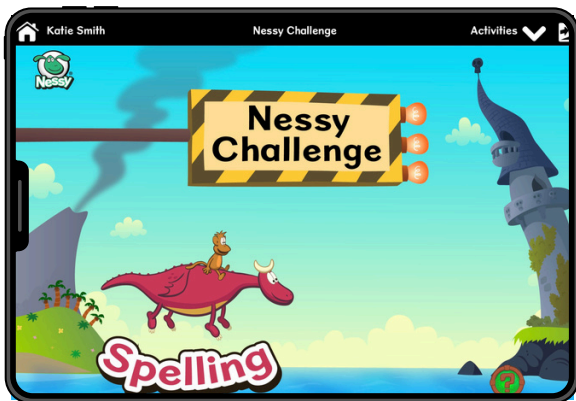 Katie Smith
Nessy Challenge
Activities
Nessy
Nessy
Challenge
Spelling
?